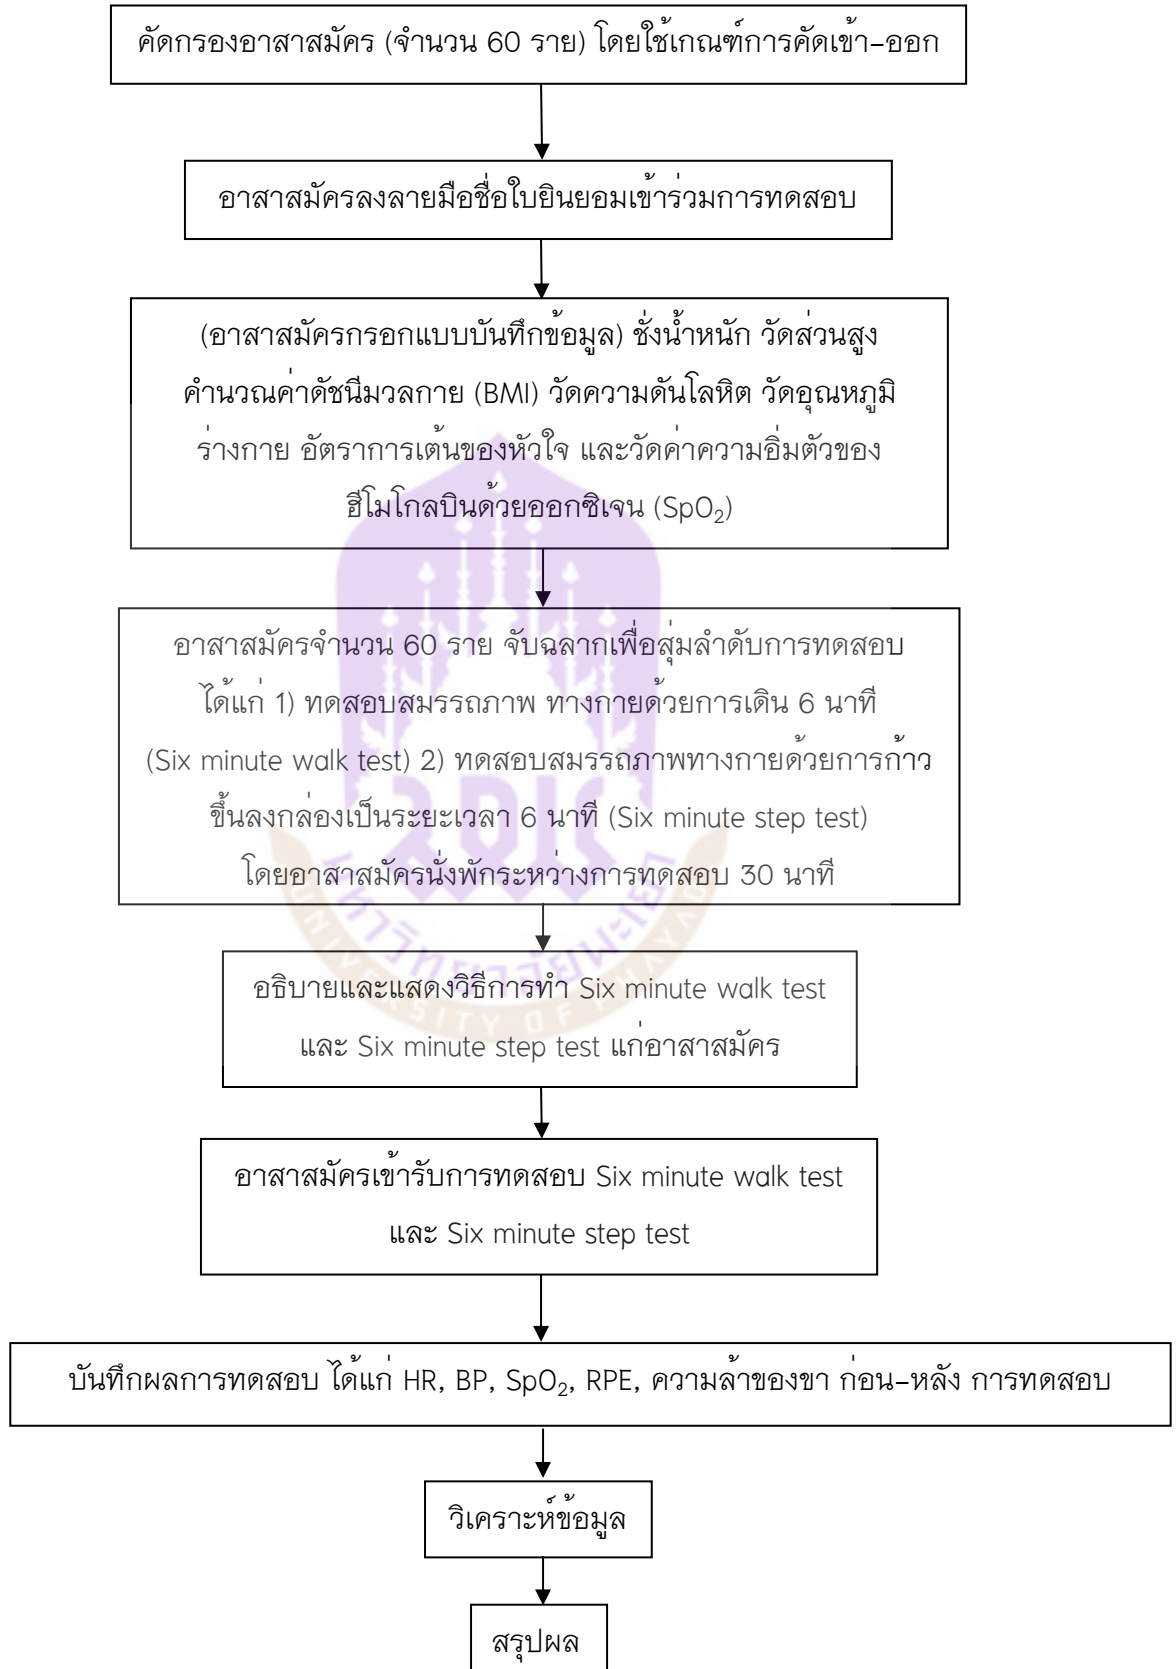 คัดกรองอาสาสมัคร (จำนวน 60 ราย) โดยใช้เกณฑ์การคัดเข้า-ออก
อาสาสมัครลงลายมือชื่อใบยินยอมเข้าร่วมการทดสอบ
(อาสาสมัครกรอกแบบบันทึกข้อมูล) ชั่งน้ำหนัก วัดส่วนสูง
คำนวณค่าดัชนีมวลกาย (BMI) วัดความดันโลหิต วัดอุณหภูมิ
ร่างกาย อัตราการเต้นของหัวใจ และวัดค่าความอิ่มตัวของ
ฮีโมโกลบินด้วยออกซิเจน (SpO₂)
อาสาสมัครจำนวน 60 ราย จับฉลากเพื่อสุ่มลำดับการทดสอบ
ได้แก่ 1) ทดสอบสมรรถภาพ ทางกายด้วยการเดิน 6 นาที
(Six minute walk test) 2) ทดสอบสมรรถภาพทางกายด้วยการก้าว
ขึ้นลงกล่องเป็นระยะเวลา 6 นาที (Six minute step test)
โดยอาสาสมัครนั่งพักระหว่างการทดสอบ 30 นาที
มหาวิทยาลัยพะเยา
UNIVERSITY OF PHAYAO
อธิบายและแสดงวิธีการทำ Six minute walk test
และ Six minute step test แก่อาสาสมัคร
อาสาสมัครเข้ารับการทดสอบ Six minute walk test
และ Six minute step test
บันทึกผลการทดสอบ ได้แก่ HR, BP, SpO₂, RPE, ความล้าของขา ก่อน-หลัง การทดสอบ
วิเคราะห์ข้อมูล
สรุปผล